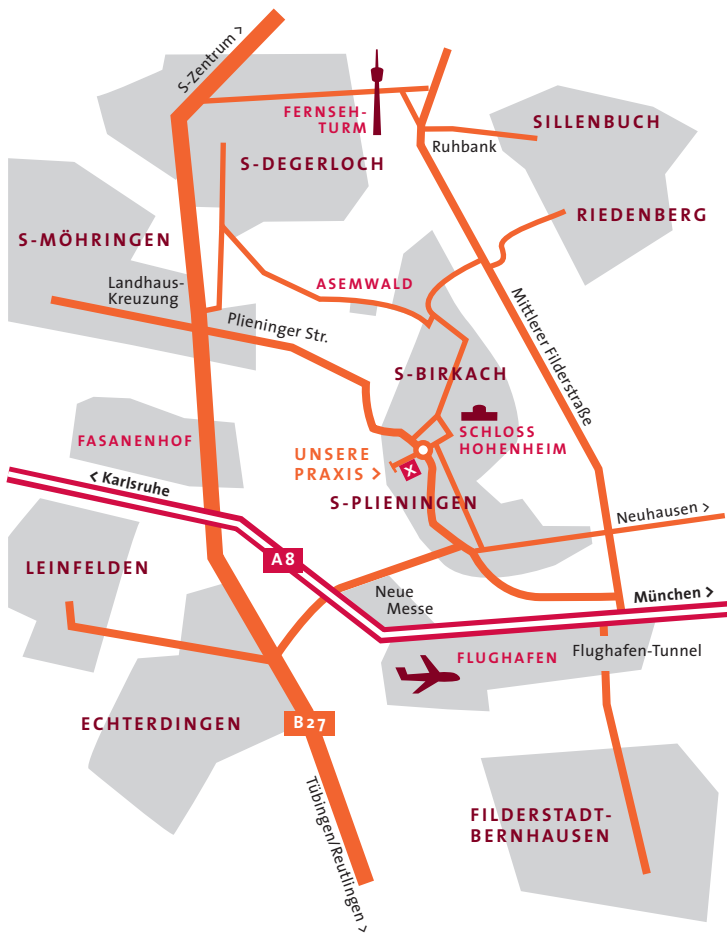 S-Zentrum >
FERNSEH-
TURM
SILLENBUCH
Ruhbank
S-DEGERLOCH
RIEDENBERG
S-MÖHRINGEN
Landhaus-
Kreuzung
ASEMWALD
Plieninger Str.
Mittlerer Filderstraße
S-BIRKACH
SCHLOSS
HOHENHEIM
FASANENHOF
UNSERE
PRAXIS >
< Karlsruhe
S-PLIENINGEN
Neuhausen >
A8
LEINFELDEN
Neue
Messe
München >
FLUGHAFEN
Flughafen-Tunnel
ECHTERDINGEN
B27
Tübingen/Reutlingen >
FILDERSTADT-
BERNHAUSEN